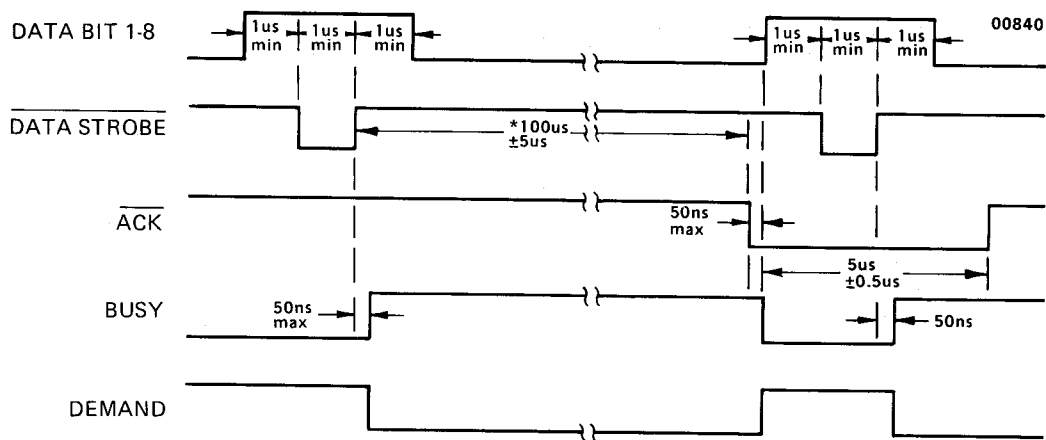 DATA BIT 1-8
1us min
1us min
1us min
1us min
1us min
1us min
00840
DATA STROBE
*100us
±5us
ACK
50ns
max
5us
±0.5us
BUSY
50ns
max
50ns
DEMAND